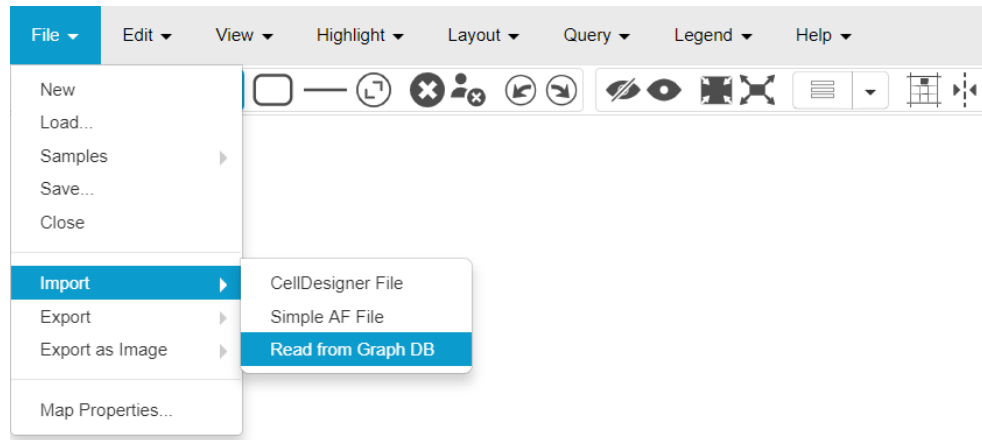 File Edit View Highlight Layout Query Legend Help
New
Load...
Samples
Save...
Close
Import
CellDesigner File
Export
Simple AF File
Export as Image
Read from Graph DB
Map Properties...